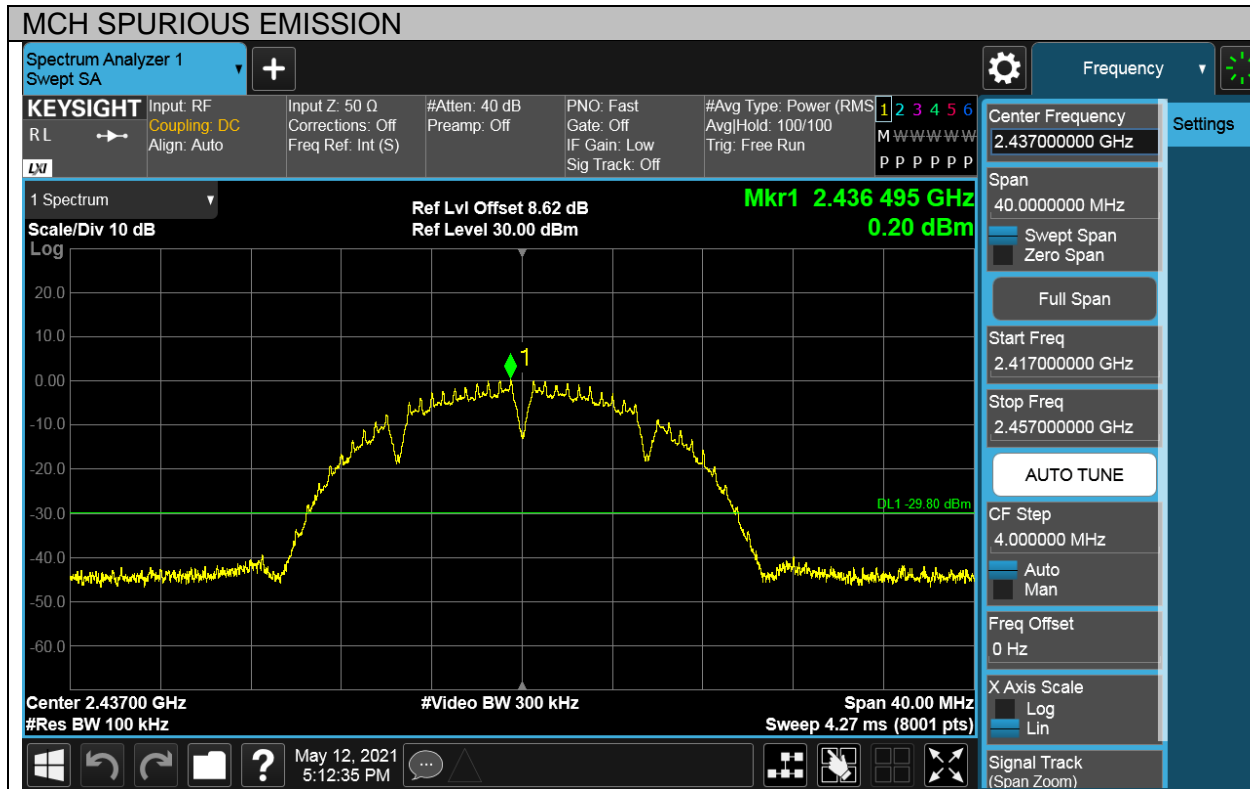 MCH SPURIOUS EMISSION
Spectrum Analyzer 1
Swept SA
Frequency
KEYSIGHT
RL
LXI
Input: RF
Coupling: DC
Align: Auto
Input Z: 50 Ω
Corrections: Off
Freq Ref: Int (S)
#Atten: 40 dB
Preamp: Off
PNO: Fast
Gate: Off
IF Gain: Low
Sig Track: Off
#Avg Type: Power (RMS
Avg|Hold: 100/100
Trig: Free Run
1 2 3 4 5 6
M W W W W W
P P P P P P
1 Spectrum
Scale/Div 10 dB
Log
Ref Lvl Offset 8.62 dB
Ref Level 30.00 dBm
Mkr1 2.436 495 GHz
0.20 dBm
20.0
10.0
0.00
-10.0
-20.0
-30.0
-40.0
-50.0
-60.0
1
DL1 -29.80 dBm
Center 2.43700 GHz
#Res BW 100 kHz
#Video BW 300 kHz
Span 40.00 MHz
Sweep 4.27 ms (8001 pts)
Center Frequency
2.437000000 GHz
Settings
Span
40.0000000 MHz
Swept Span
Zero Span
Full Span
Start Freq
2.417000000 GHz
Stop Freq
2.457000000 GHz
AUTO TUNE
CF Step
4.000000 MHz
Auto
Man
Freq Offset
0 Hz
X Axis Scale
Log
Lin
Signal Track
(Span Zoom)
?
May 12, 2021
5:12:35 PM